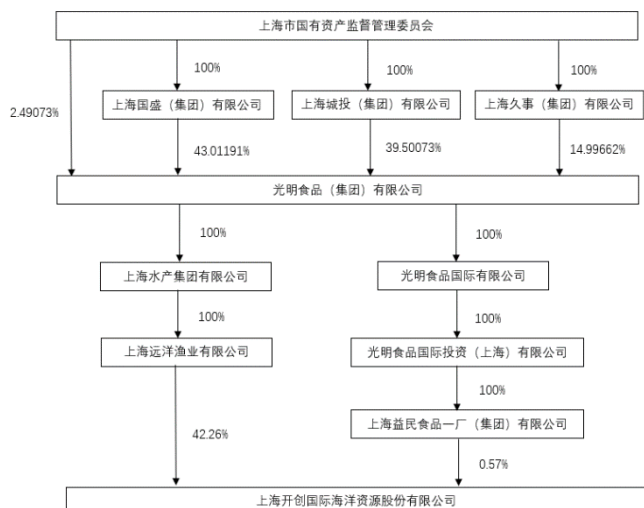 上海市国有资产监督管理委员会
100%
100%
100%
2.49073%
上海国盛（集团）有限公司
上海城投（集团）有限公司
上海久事（集团）有限公司
43.01191%
39.50073%
14.99662%
光明食品（集团）有限公司
100%
100%
上海水产集团有限公司
光明食品国际有限公司
100%
100%
上海远洋渔业有限公司
光明食品国际投资（上海）有限公司
100%
上海益民食品一厂（集团）有限公司
42.26%
0.57%
上海开创国际海洋资源股份有限公司